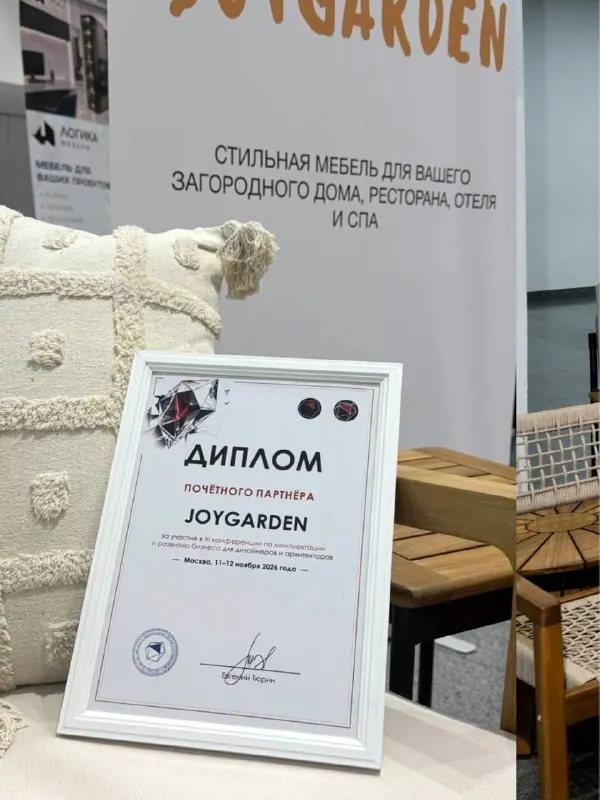 JOYGARDEN
СТИЛЬНАЯ МЕБЕЛЬ ДЛЯ ВАШЕГО
ЗАГОРОДНОГО ДОМА, РЕСТОРАНА, ОТЕЛЯ
И СПА
ЛОГИКА
МЕБЕЛИ
МЕБЕЛЬ ДЛЯ
ВАШИХ ПРОЕКТОВ
ДИПЛОМ
ПОЧЁТНОГО ПАРТНЁРА
JOYGARDEN
за участие в XI конференции по комплектации
и развитию бизнеса для дизайнеров и архитекторов
— Москва, 11–12 ноября 2026 года —
Евгений Тюрин